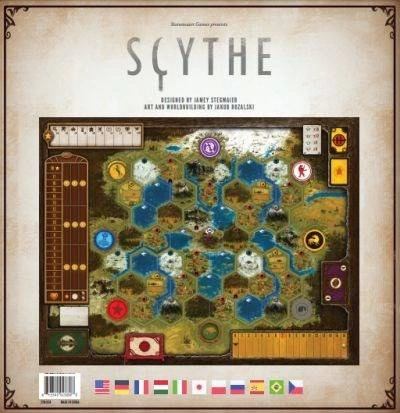 Stonemaier Games presents
SCYTHE
DESIGNED BY JAMEY STEGMAIER
ART AND WORLDBUILDING BY JAKUB ROZALSKI